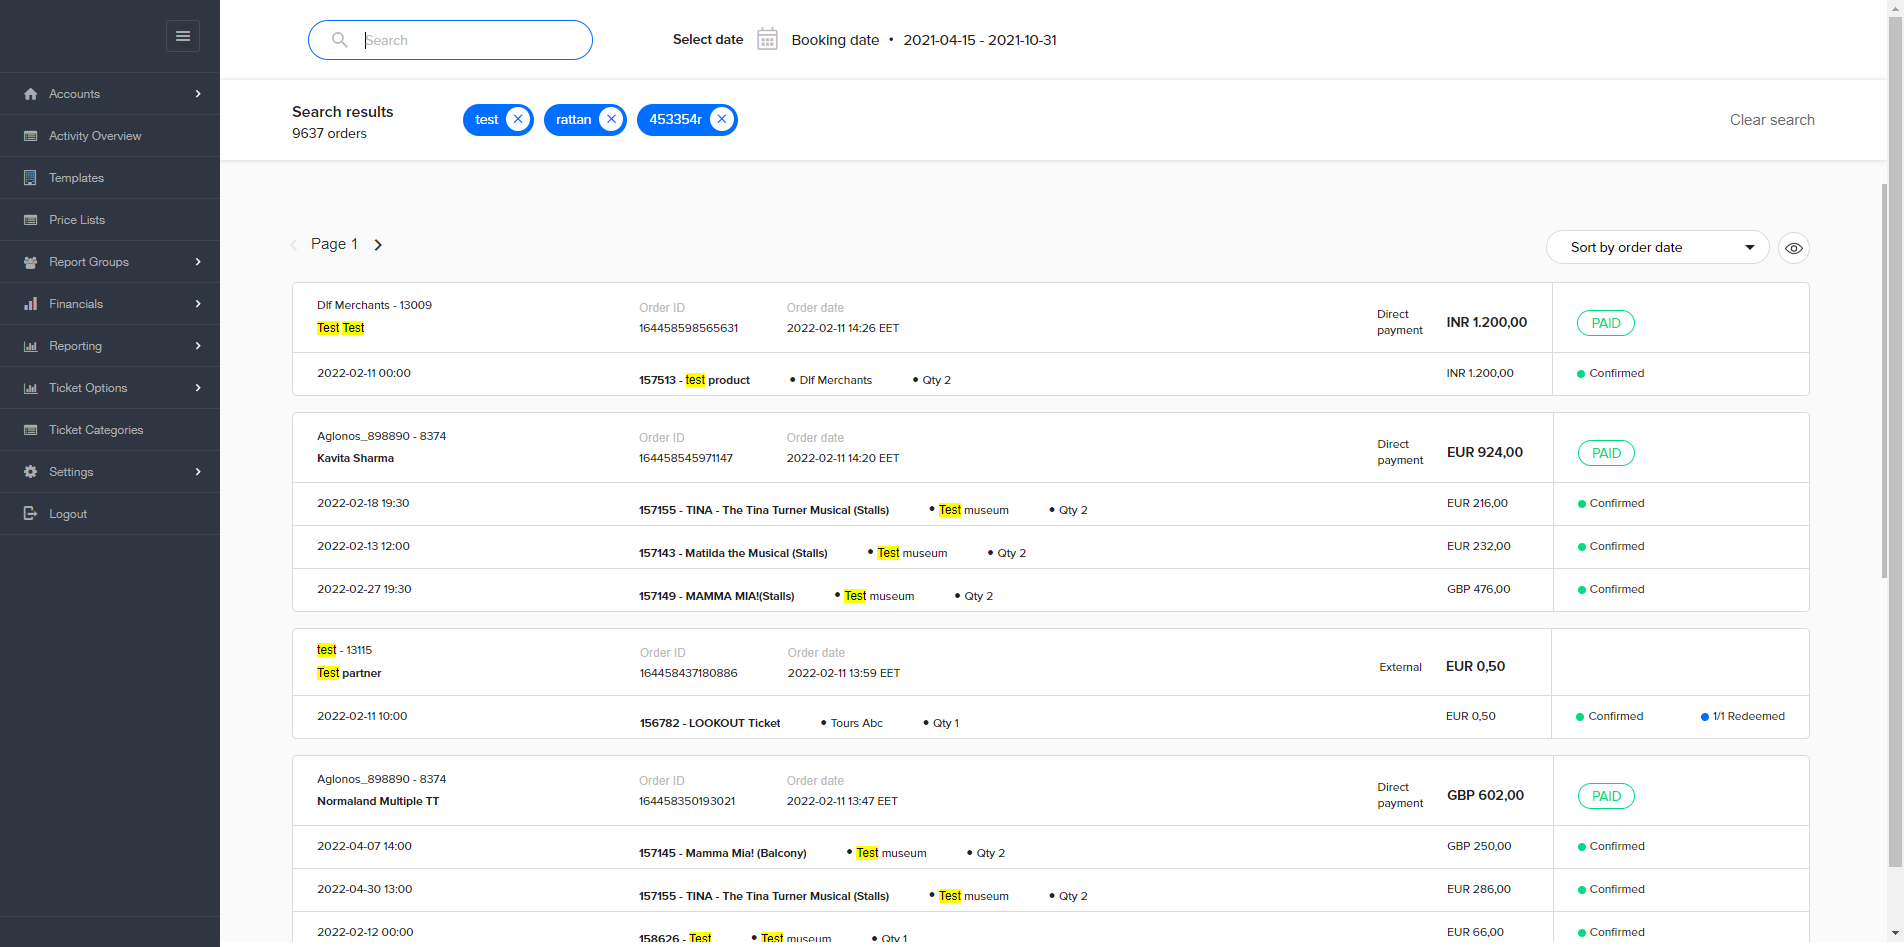 Search
Select date Booking date • 2021-04-15 - 2021-10-31
Accounts
Activity Overview
Templates
Price Lists
Report Groups
Financials
Reporting
Ticket Options
Ticket Categories
Settings
Logout
Search results
9637 orders
test
rattan
453354r
Clear search
Page 1
Sort by order date
Dlf Merchants - 13009
Test Test
Order ID
164458598565631
Order date
2022-02-11 14:26 EET
Direct
payment
INR 1.200,00
PAID
2022-02-11 00:00
157513 - test product • Dlf Merchants • Qty 2
INR 1.200,00
Confirmed
Aglonos_898890 - 8374
Kavita Sharma
Order ID
164458545971147
Order date
2022-02-11 14:20 EET
Direct
payment
EUR 924,00
PAID
2022-02-18 19:30
157155 - TINA - The Tina Turner Musical (Stalls) • Test museum • Qty 2
EUR 216,00
Confirmed
2022-02-13 12:00
157143 - Matilda the Musical (Stalls) • Test museum • Qty 2
EUR 232,00
Confirmed
2022-02-27 19:30
157149 - MAMMA MIA!(Stalls) • Test museum • Qty 2
GBP 476,00
Confirmed
test - 13115
Test partner
Order ID
164458437180886
Order date
2022-02-11 13:59 EET
External
EUR 0,50
2022-02-11 10:00
156782 - LOOKOUT Ticket • Tours Abc • Qty 1
EUR 0,50
Confirmed
1/1 Redeemed
Aglonos_898890 - 8374
Normaland Multiple TT
Order ID
164458350193021
Order date
2022-02-11 13:47 EET
Direct
payment
GBP 602,00
PAID
2022-04-07 14:00
157145 - Mamma Mia! (Balcony) • Test museum • Qty 2
GBP 250,00
Confirmed
2022-04-30 13:00
157155 - TINA - The Tina Turner Musical (Stalls) • Test museum • Qty 2
EUR 286,00
Confirmed
2022-02-12 00:00
158626 - Test • Test museum • Qty 1
EUR 66,00
Confirmed